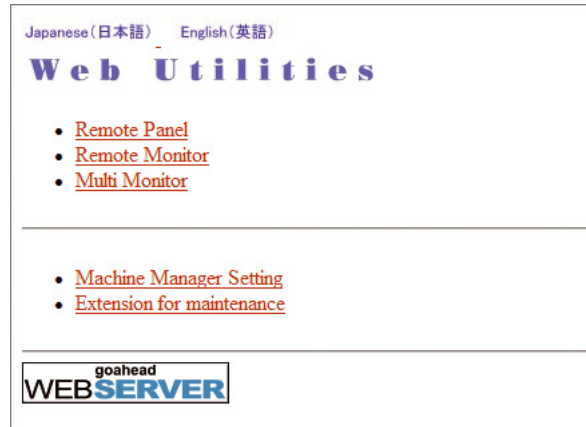 Japanese(日本語) English(英語)
Web Utilities
Remote Panel
Remote Monitor
Multi Monitor
Machine Manager Setting
Extension for maintenance
goahead
WEBSERVER